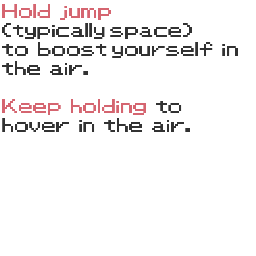 Hold jump
(typically space)
to boost yourself in
the air.
Keep holding to
hover in the air.